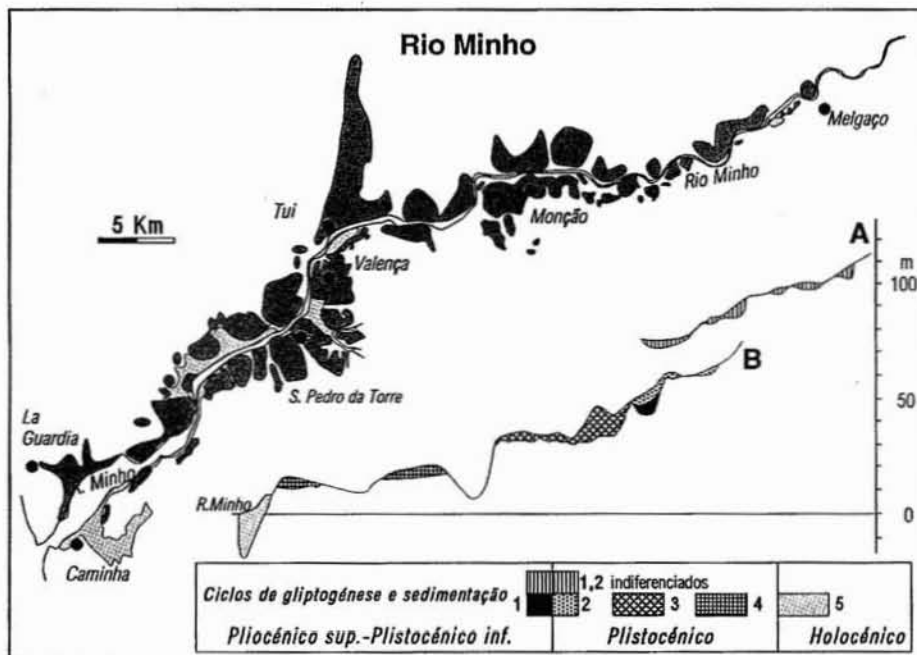 Rio Minho
Melgaço
Rio Minho
Monção
Tui
5 Km
Valença
A
m
100
B
S. Pedro da Torre
50
La
Guardia
Minho
R.Minho
0
Caminha
Ciclos de gliptogénese e sedimentação 1 2 1,2 indiferenciados 3 4 5
Pliocénico sup.-Plistocénico inf. Plistocénico Holocénico